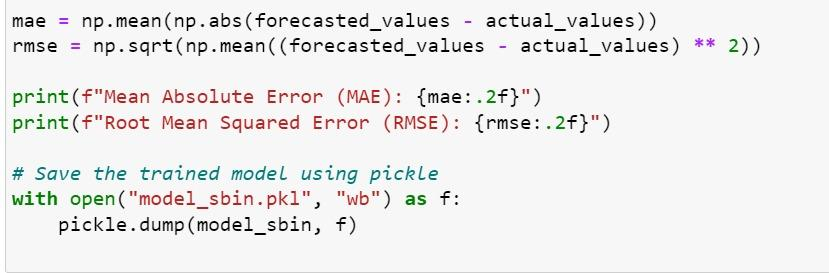 mae = np.mean(np.abs(forecasted_values - actual_values))
rmse = np.sqrt(np.mean((forecasted_values - actual_values) ** 2))
print(f"Mean Absolute Error (MAE): {mae:.2f}")
print(f"Root Mean Squared Error (RMSE): {rmse:.2f}")
# Save the trained model using pickle
with open("model_sbin.pkl", "wb") as f:
    pickle.dump(model_sbin, f)